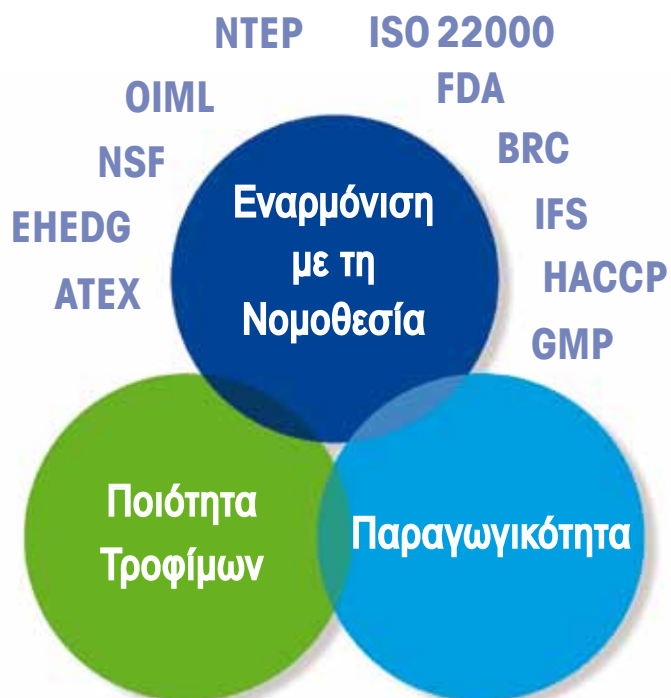 NTEP ISO 22000
OIML FDA
NSF BRC
EHEDG IFS
ATEX HACCP
GMP
Εναρμόνιση
με τη
Νομοθεσία
Ποιότητα
Τροφίμων
Παραγωγικότητα